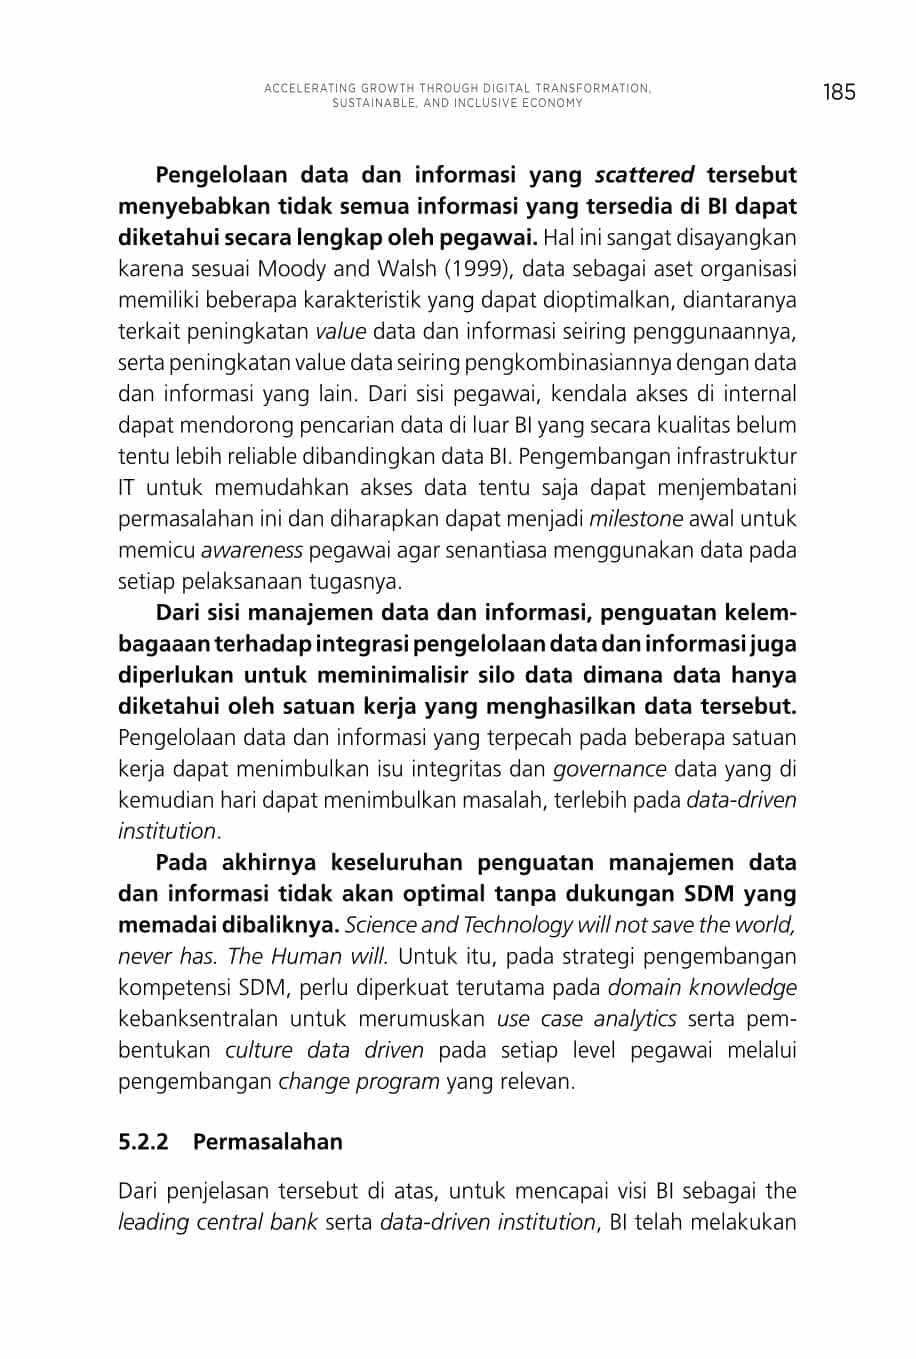 ACCELERATING GROWTH THROUGH DIGITAL TRANSFORMATION,
SUSTAINABLE, AND INCLUSIVE ECONOMY
185
Pengelolaan data dan informasi yang scattered tersebut
menyebabkan tidak semua informasi yang tersedia di BI dapat
diketahui secara lengkap oleh pegawai. Hal ini sangat disayangkan
karena sesuai Moody and Walsh (1999), data sebagai aset organisasi
memiliki beberapa karakteristik yang dapat dioptimalkan, diantaranya
terkait peningkatan value data dan informasi seiring penggunaannya,
serta peningkatan value data seiring pengkombinasiannya dengan data
dan informasi yang lain. Dari sisi pegawai, kendala akses di internal
dapat mendorong pencarian data di luar BI yang secara kualitas belum
tentu lebih reliable dibandingkan data BI. Pengembangan infrastruktur
IT untuk memudahkan akses data tentu saja dapat menjembatani
permasalahan ini dan diharapkan dapat menjadi milestone awal untuk
memicu awareness pegawai agar senantiasa menggunakan data pada
setiap pelaksanaan tugasnya.
Dari sisi manajemen data dan informasi, penguatan kelem-
bagaaan terhadap integrasi pengelolaan data dan informasi juga
diperlukan untuk meminimalisir silo data dimana data hanya
diketahui oleh satuan kerja yang menghasilkan data tersebut.
Pengelolaan data dan informasi yang terpecah pada beberapa satuan
kerja dapat menimbulkan isu integritas dan governance data yang di
kemudian hari dapat menimbulkan masalah, terlebih pada data-driven
institution.
Pada akhirnya keseluruhan penguatan manajemen data
dan informasi tidak akan optimal tanpa dukungan SDM yang
memadai dibaliknya. Science and Technology will not save the world,
never has. The Human will. Untuk itu, pada strategi pengembangan
kompetensi SDM, perlu diperkuat terutama pada domain knowledge
kebanksentralan untuk merumuskan use case analytics serta pem-
bentukan culture data driven pada setiap level pegawai melalui
pengembangan change program yang relevan.
5.2.2 Permasalahan
Dari penjelasan tersebut di atas, untuk mencapai visi BI sebagai the
leading central bank serta data-driven institution, BI telah melakukan